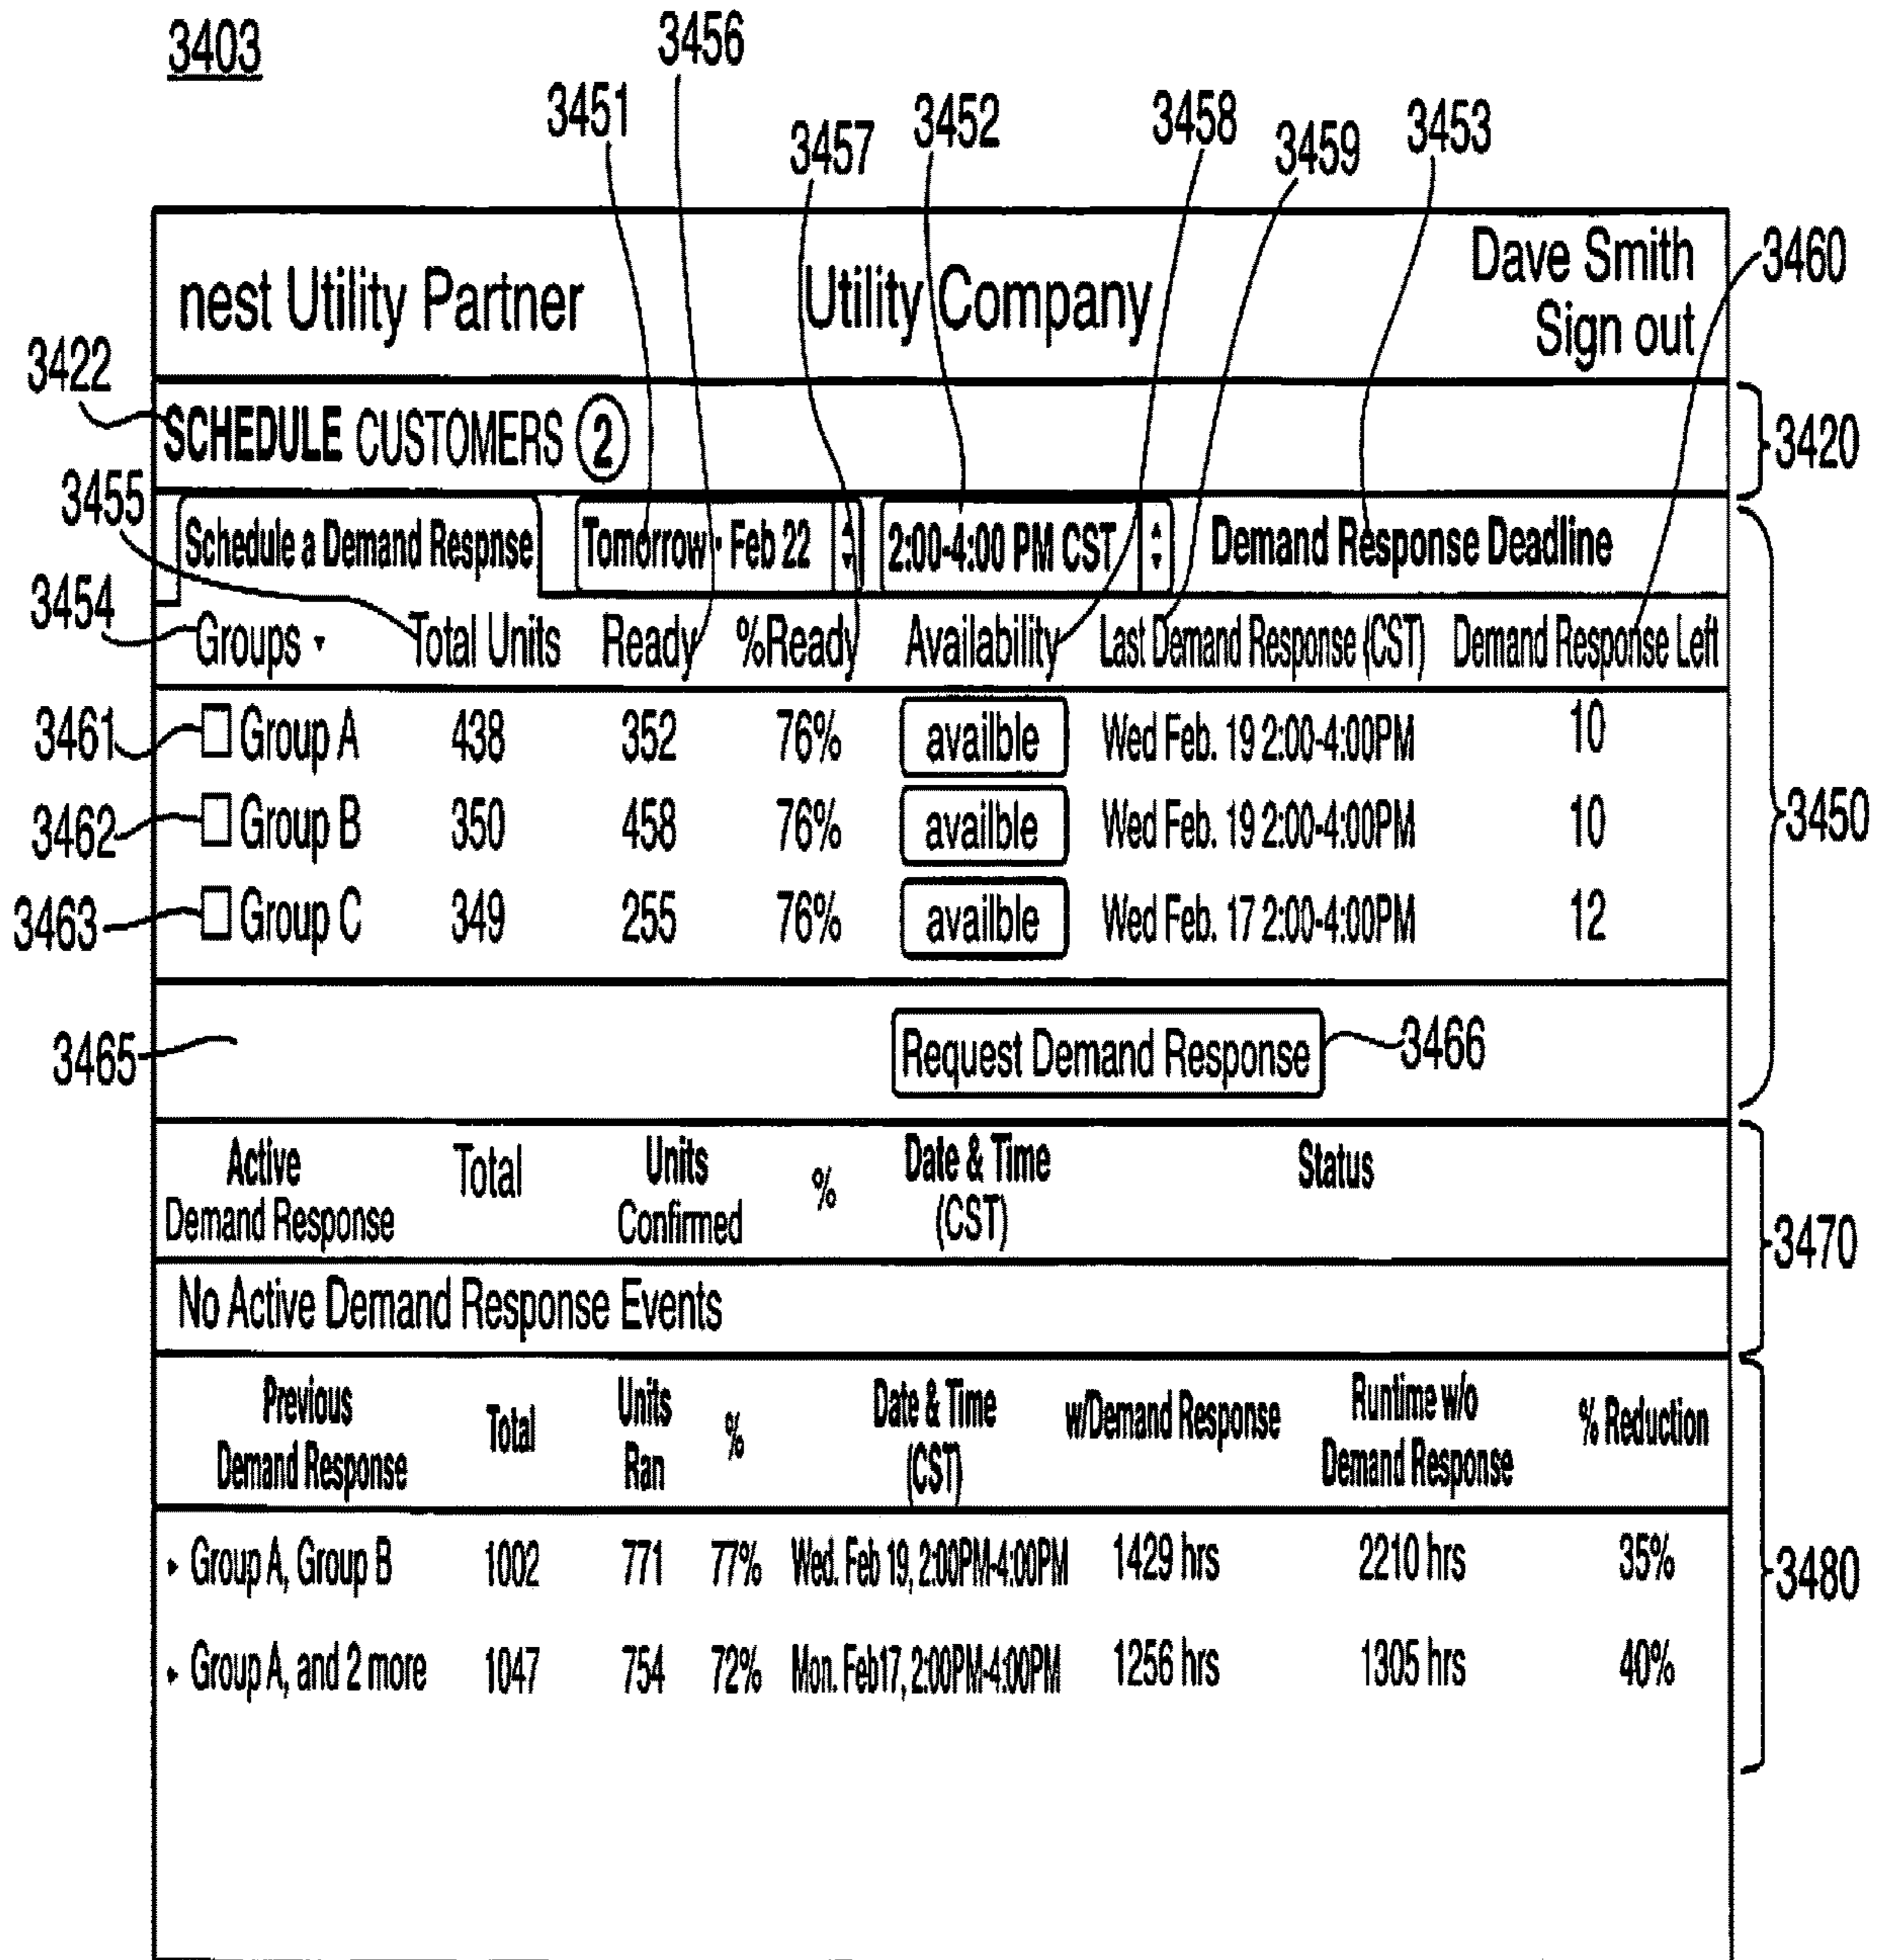 3403
3456
3451
3457
3452
3458
3459
3453
nest Utility Partner Utility Company Dave Smith
Sign out
3460
3422
SCHEDULE CUSTOMERS 2
3420
3455
Schedule a Demand Respnse Tomorrow - Feb 22 2:00-4:00 PM CST Demand Response Deadline
3454
Groups Total Units Ready %Ready Availability Last Demand Response (CST) Demand Response Left
3461 Group A 438 352 76% availble Wed Feb. 19 2:00-4:00PM 10
3462 Group B 350 458 76% availble Wed Feb. 19 2:00-4:00PM 10
3450
3463 Group C 349 255 76% availble Wed Feb. 17 2:00-4:00PM 12
3465 Request Demand Response 3466
Active Demand Response Total Units Confirmed % Date & Time (CST) Status
3470
No Active Demand Response Events
Previous Demand Response Total Units Ran % Date & Time (CST) w/Demand Response Runtime w/o Demand Response % Reduction
Group A, Group B 1002 771 77% Wed. Feb 19, 2:00PM-4:00PM 1429 hrs 2210 hrs 35%
3480
Group A, and 2 more 1047 754 72% Mon. Feb17, 2:00PM-4:00PM 1256 hrs 1305 hrs 40%